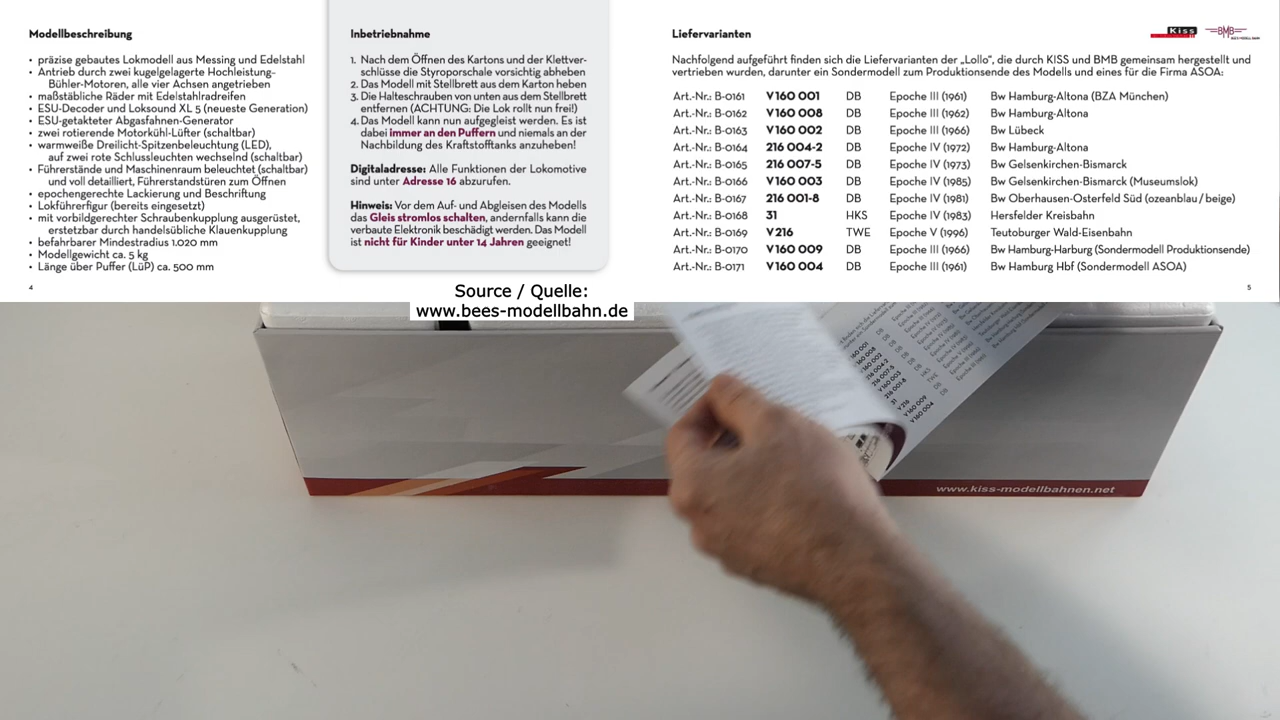 Modellbeschreibung
• präzise gebautes Lokmodell aus Messing und Edelstahl
• Antrieb durch zwei kugelgelagerte Hochleistung-
Bühler-Motoren, alle vier Achsen angetrieben
• maßstäbliche Räder mit Edelstahlradreifen
• ESU-Decoder und Loksound XL 5 (neueste Generation)
• ESU-getakteter Abgasfahnen-Generator
• zwei rotierende Motorkühl-Lüfter (schaltbar)
• warmweiße Dreilicht-Spitzenbeleuchtung (LED),
auf zwei rote Schlussleuchten wechselnd (schaltbar)
• Führerstände und Maschinenraum beleuchtet (schaltbar)
und voll detailliert, Führerstandstüren zum Öffnen
• epochengerechte Lackierung und Beschriftung
• Lokführerfigur (bereits eingesetzt)
• mit vorbildgerechter Schraubenkupplung ausgerüstet,
ersetzbar durch handelsübliche Klauenkupplung
• befahrbarer Mindestradius 1.020 mm
• Modellgewicht ca. 5 kg
• Länge über Puffer (LüP) ca. 500 mm
4
Inbetriebnahme
1. Nach dem Öffnen des Kartons und der Klettver-
schlüsse die Styroporschale vorsichtig abheben
2. Das Modell mit Stellbrett aus dem Karton heben
3. Die Halteschrauben von unten aus dem Stellbrett
entfernen (ACHTUNG: Die Lok rollt nun frei!)
4. Das Modell kann nun aufgegleist werden. Es ist
dabei immer an den Puffern und niemals an der
Nachbildung des Kraftstofftanks anzuheben!
Digitaladresse: Alle Funktionen der Lokomotive
sind unter Adresse 16 abzurufen.
Hinweis: Vor dem Auf- und Abgleisen des Modells
das Gleis stromlos schalten, andernfalls kann die
verbaute Elektronik beschädigt werden. Das Modell
ist nicht für Kinder unter 14 Jahren geeignet!
Liefervarianten
Kiss
BMB
Nachfolgend aufgeführt finden sich die Liefervarianten der „Lollo“, die durch KISS und BMB gemeinsam hergestellt und
vertrieben wurden, darunter ein Sondermodell zum Produktionsende des Modells und eines für die Firma ASOA:
Art.-Nr.: B-0161 V 160 001 DB Epoche III (1961) Bw Hamburg-Altona (BZA München)
Art.-Nr.: B-0162 V 160 008 DB Epoche III (1962) Bw Hamburg-Altona
Art.-Nr.: B-0163 V 160 002 DB Epoche III (1966) Bw Lübeck
Art.-Nr.: B-0164 216 004-2 DB Epoche IV (1972) Bw Hamburg-Altona
Art.-Nr.: B-0165 216 007-5 DB Epoche IV (1973) Bw Gelsenkirchen-Bismarck
Art.-Nr.: B-0166 V 160 003 DB Epoche IV (1985) Bw Gelsenkirchen-Bismarck (Museumslok)
Art.-Nr.: B-0167 216 001-8 DB Epoche IV (1981) Bw Oberhausen-Osterfeld Süd (ozeanblau / beige)
Art.-Nr.: B-0168 31 HKS Epoche IV (1983) Hersfelder Kreisbahn
Art.-Nr.: B-0169 V 216 TWE Epoche V (1996) Teutoburger Wald-Eisenbahn
Art.-Nr.: B-0170 V 160 009 DB Epoche III (1966) Bw Hamburg-Harburg (Sondermodell Produktionsende)
Art.-Nr.: B-0171 V 160 004 DB Epoche III (1961) Bw Hamburg Hbf (Sondermodell ASOA)
5
Source / Quelle:
www.bees-modellbahn.de
www.kiss-modellbahnen.net